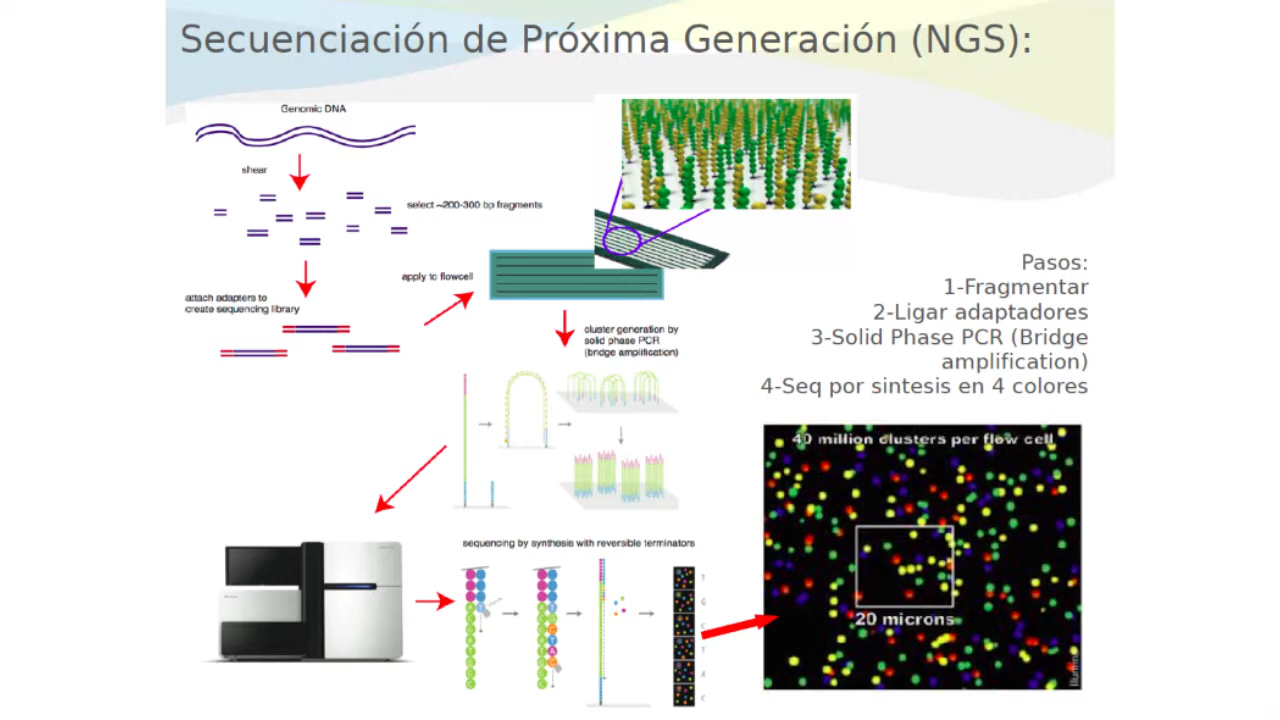 Secuenciación de Próxima Generación (NGS):
Genomic DNA
shear
select ~200-300 bp fragments
apply to flowcell
attach adapters to
create sequencing library
cluster generation by
solid phase PCR
(bridge amplification)
Pasos:
1-Fragmentar
2-Ligar adaptadores
3-Solid Phase PCR (Bridge
amplification)
4-Seq por sintesis en 4 colores
40 million clusters per flow cell
20 microns
sequencing by synthesis with reversible terminators
T
G
C
T
A
C